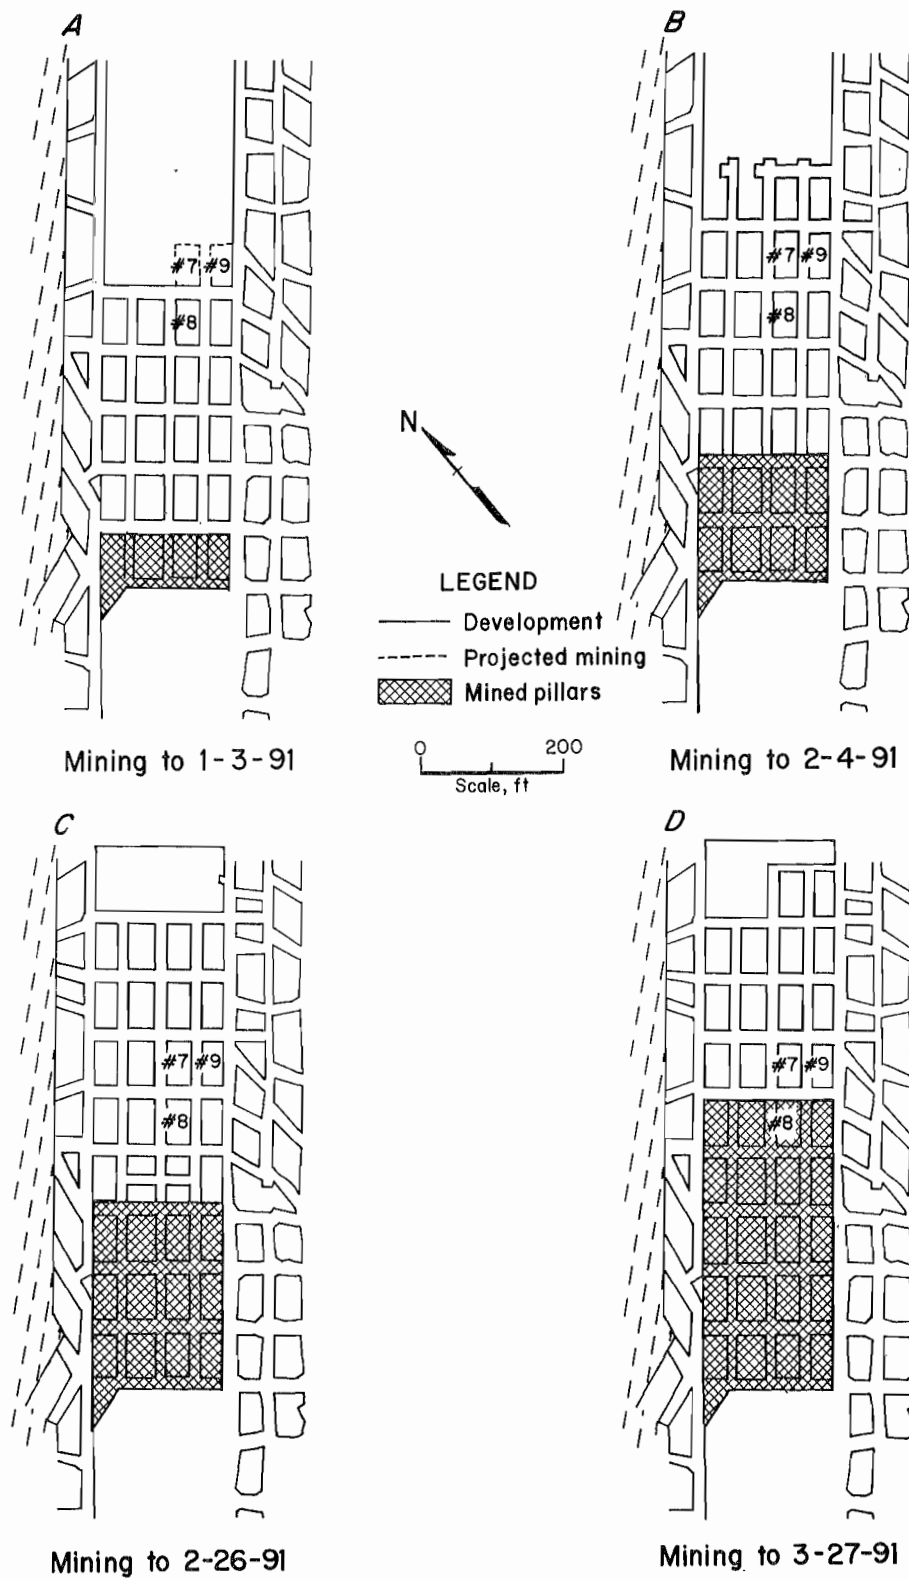 A
B
#7 #9
#8
#7 #9
#8
N
LEGEND
Development
Projected mining
Mined pillars
0 200
Scale, ft
Mining to 1-3-91
Mining to 2-4-91
C
D
#7 #9
#8
#7 #9
#8
Mining to 2-26-91
Mining to 3-27-91